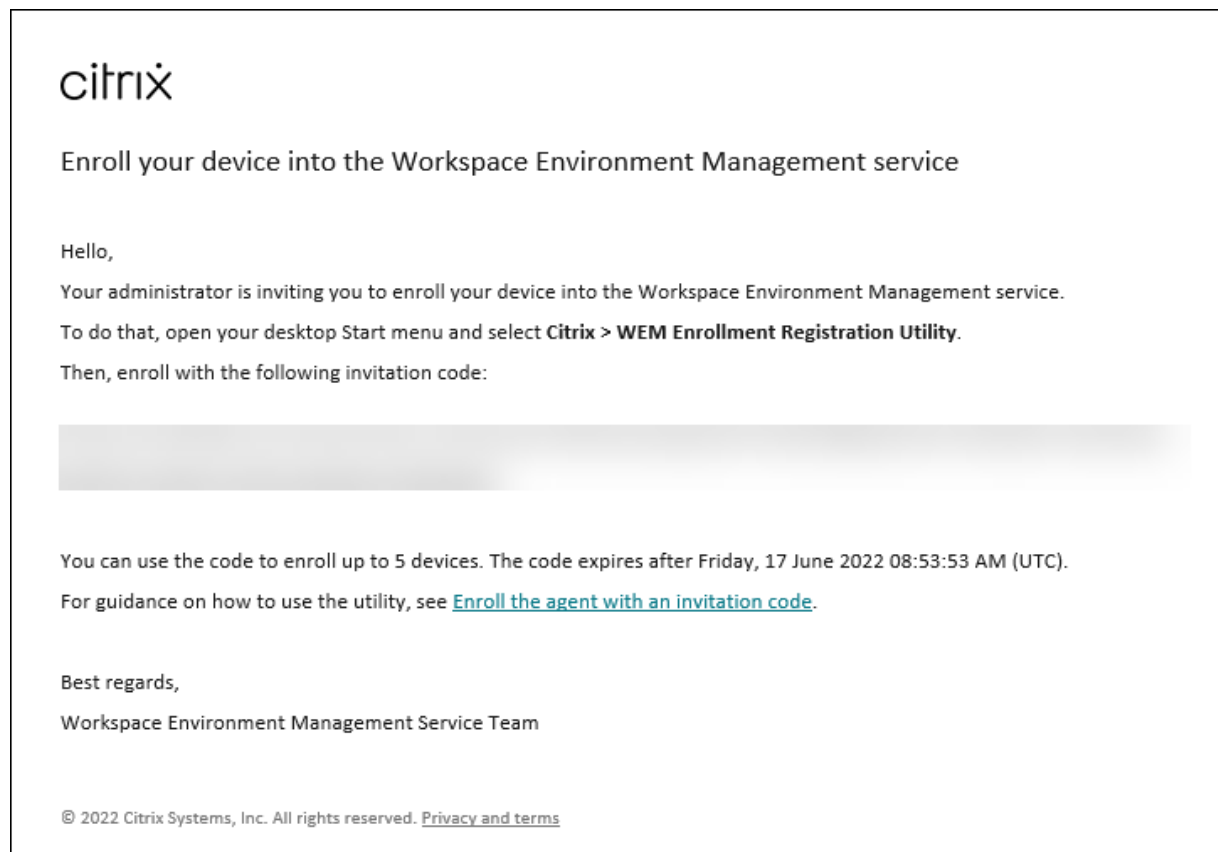 citrix
Enroll your device into the Workspace Environment Management service
Hello,
Your administrator is inviting you to enroll your device into the Workspace Environment Management service.
To do that, open your desktop Start menu and select Citrix > WEM Enrollment Registration Utility.
Then, enroll with the following invitation code:
You can use the code to enroll up to 5 devices. The code expires after Friday, 17 June 2022 08:53:53 AM (UTC).
For guidance on how to use the utility, see Enroll the agent with an invitation code.
Best regards,
Workspace Environment Management Service Team
© 2022 Citrix Systems, Inc. All rights reserved. Privacy and terms